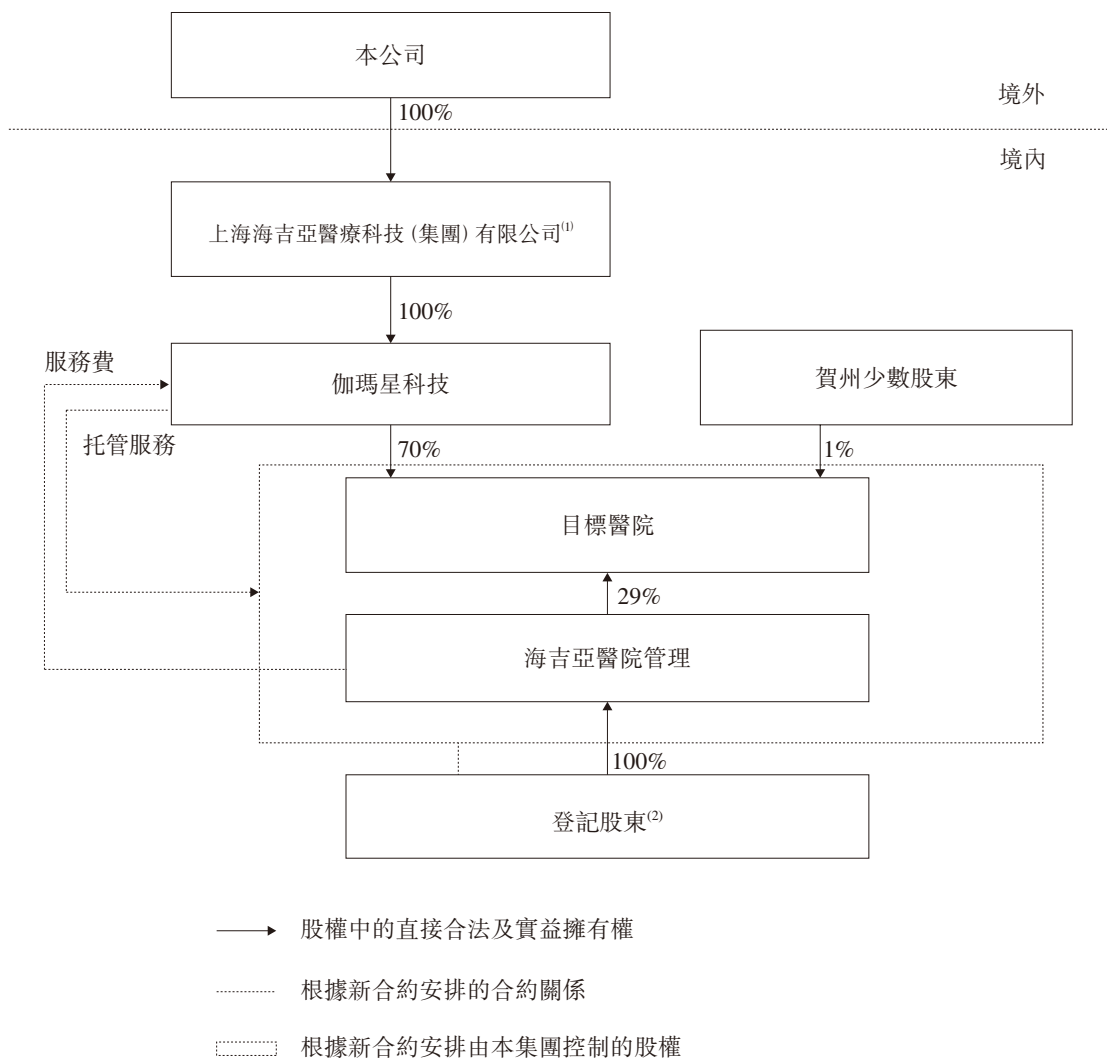 本公司
100%
境外
境內
上海海吉亞醫療科技(集團)有限公司(1)
100%
服務費
伽瑪星科技
賀州少數股東
托管服務
70%
1%
目標醫院
29%
海吉亞醫院管理
100%
登記股東(2)
股權中的直接合法及實益擁有權
根據新合約安排的合約關係
根據新合約安排由本集團控制的股權